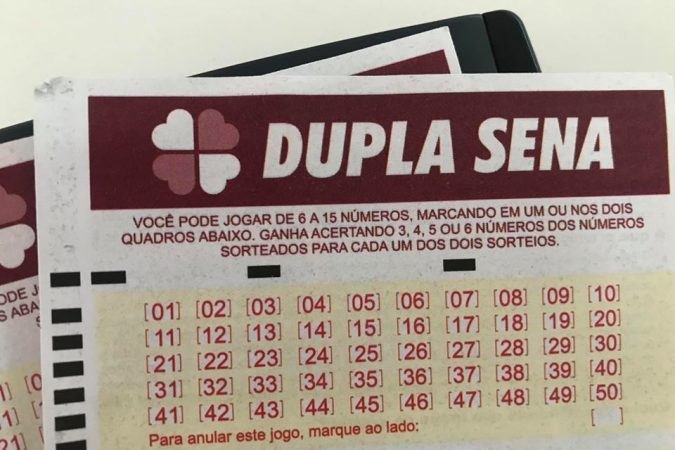 DUPLA SENA
VOCÊ PODE JOGAR DE 6 A 15 NÚMEROS, MARCANDO EM UM OU NOS DOIS
QUADROS ABAIXO. GANHA ACERTANDO 3, 4, 5 OU 6 NÚMEROS DOS NÚMEROS
SORTEADOS PARA CADA UM DOS DOIS SORTEIOS.
[01] [02] [03] [04] [05] [06] [07] [08] [09] [10]
[11] [12] [13] [14] [15] [16] [17] [18] [19] [20]
[21] [22] [23] [24] [25] [26] [27] [28] [29] [30]
[31] [32] [33] [34] [35] [36] [37] [38] [39] [40]
[41] [42] [43] [44] [45] [46] [47] [48] [49] [50]
Para anular este jogo, marque ao lado: [ ]